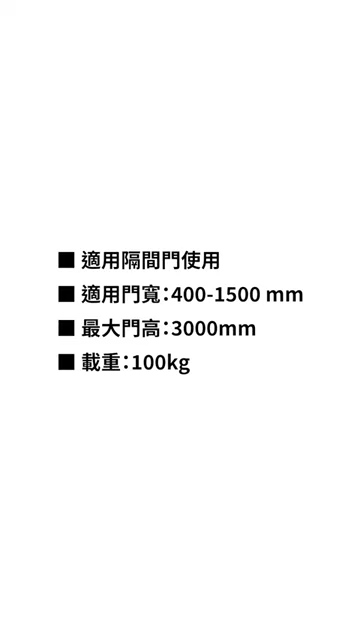 ■ 適用隔間門使用
■ 適用門寬：400-1500 mm
■ 最大門高：3000mm
■ 載重：100kg